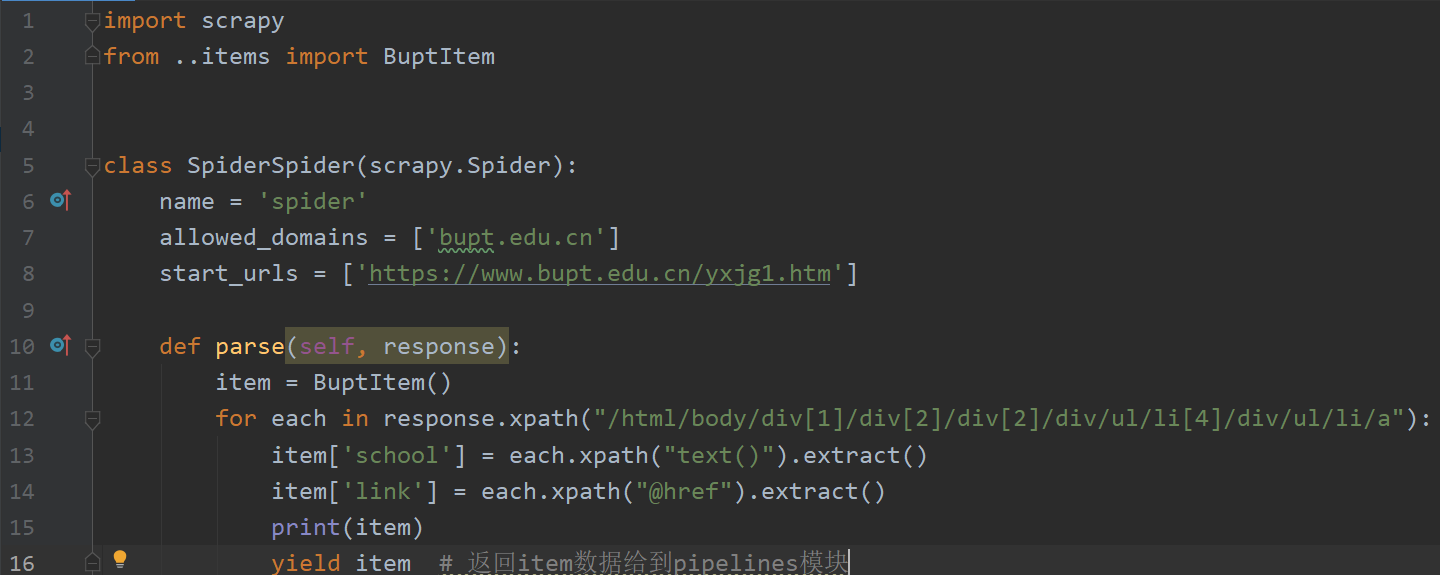 1 import scrapy
2 from ..items import BuptItem
3
4
5 class SpiderSpider(scrapy.Spider):
6     name = 'spider'
7     allowed_domains = ['bupt.edu.cn']
8     start_urls = ['https://www.bupt.edu.cn/yxjg1.htm']
9
10     def parse(self, response):
11         item = BuptItem()
12         for each in response.xpath("/html/body/div[1]/div[2]/div[2]/div/ul/li[4]/div/ul/li/a"):
13             item['school'] = each.xpath("text()").extract()
14             item['link'] = each.xpath("@href").extract()
15             print(item)
16             yield item  # 返回item数据给到pipelines模块